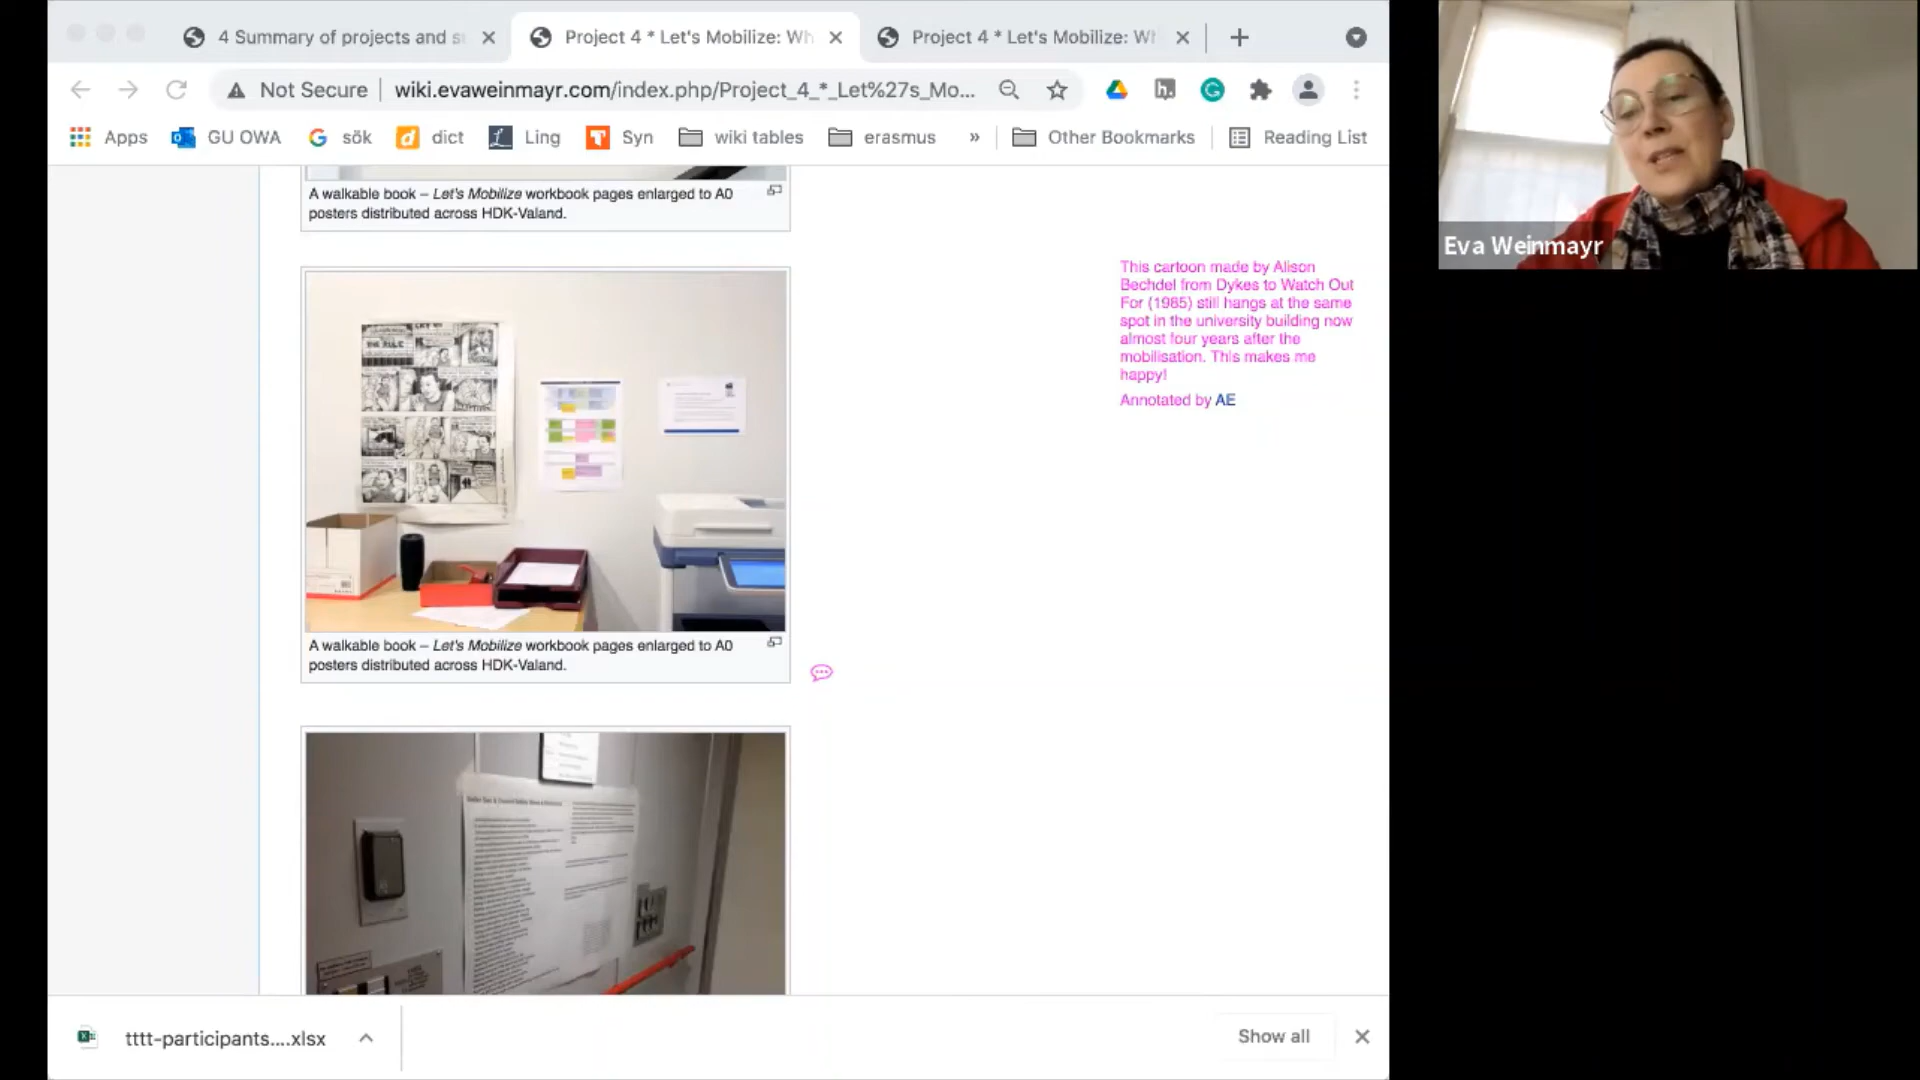 4 Summary of projects and s
Project 4 * Let's Mobilize: Wh
Project 4 * Let's Mobilize: Wh
Not Secure
wiki.evaweinmayr.com/index.php/Project_4_*_Let%27s_Mo...
Apps
GU OWA
sök
dict
Ling
Syn
wiki tables
erasmus
»
Other Bookmarks
Reading List
A walkable book – Let's Mobilize workbook pages enlarged to A0
posters distributed across HDK-Valand.
This cartoon made by Alison
Bechdel from Dykes to Watch Out
For (1985) still hangs at the same
spot in the university building now
almost four years after the
mobilisation. This makes me
happy!
Annotated by AE
THE RULE
A walkable book – Let's Mobilize workbook pages enlarged to A0
posters distributed across HDK-Valand.
tttt-participants....xlsx
Show all
Eva Weinmayr